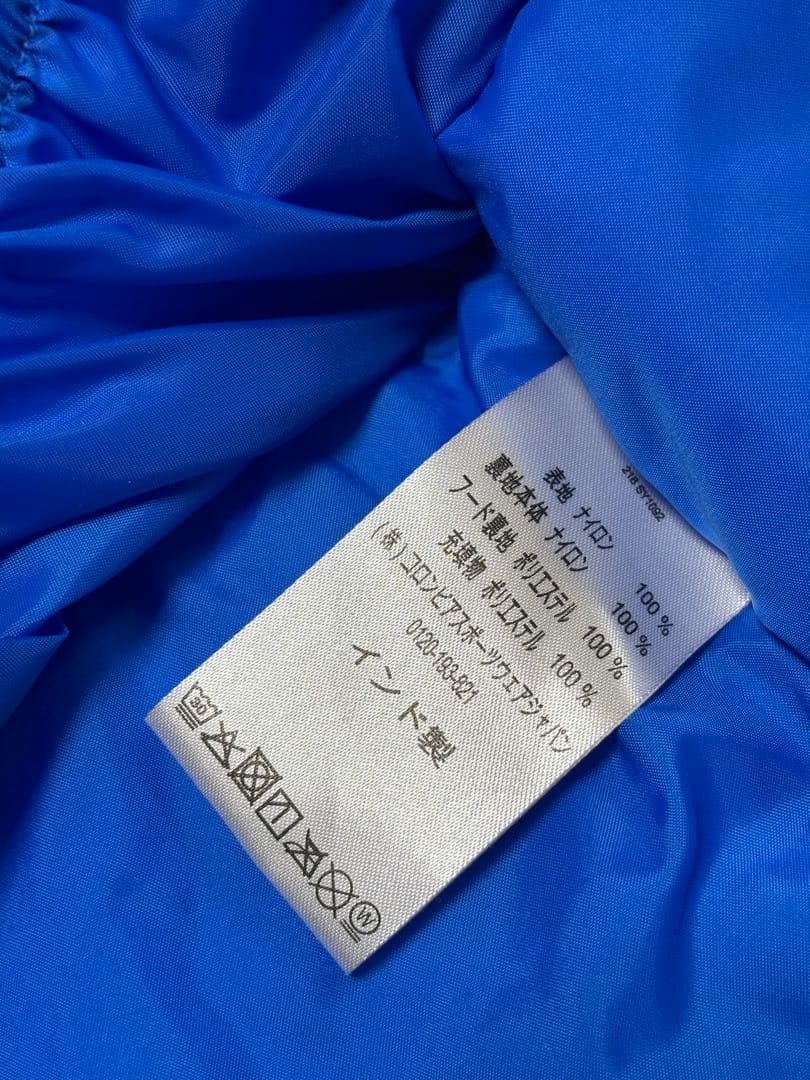 218 SY1092
表地 ナイロン 100 %
裏地本体 ナイロン 100 %
フード裏地 ポリエステル 100 %
充填物 ポリエステル 100 %
(株)コロンビアスポーツウェアジャパン
0120-193-821
インド製
30
W